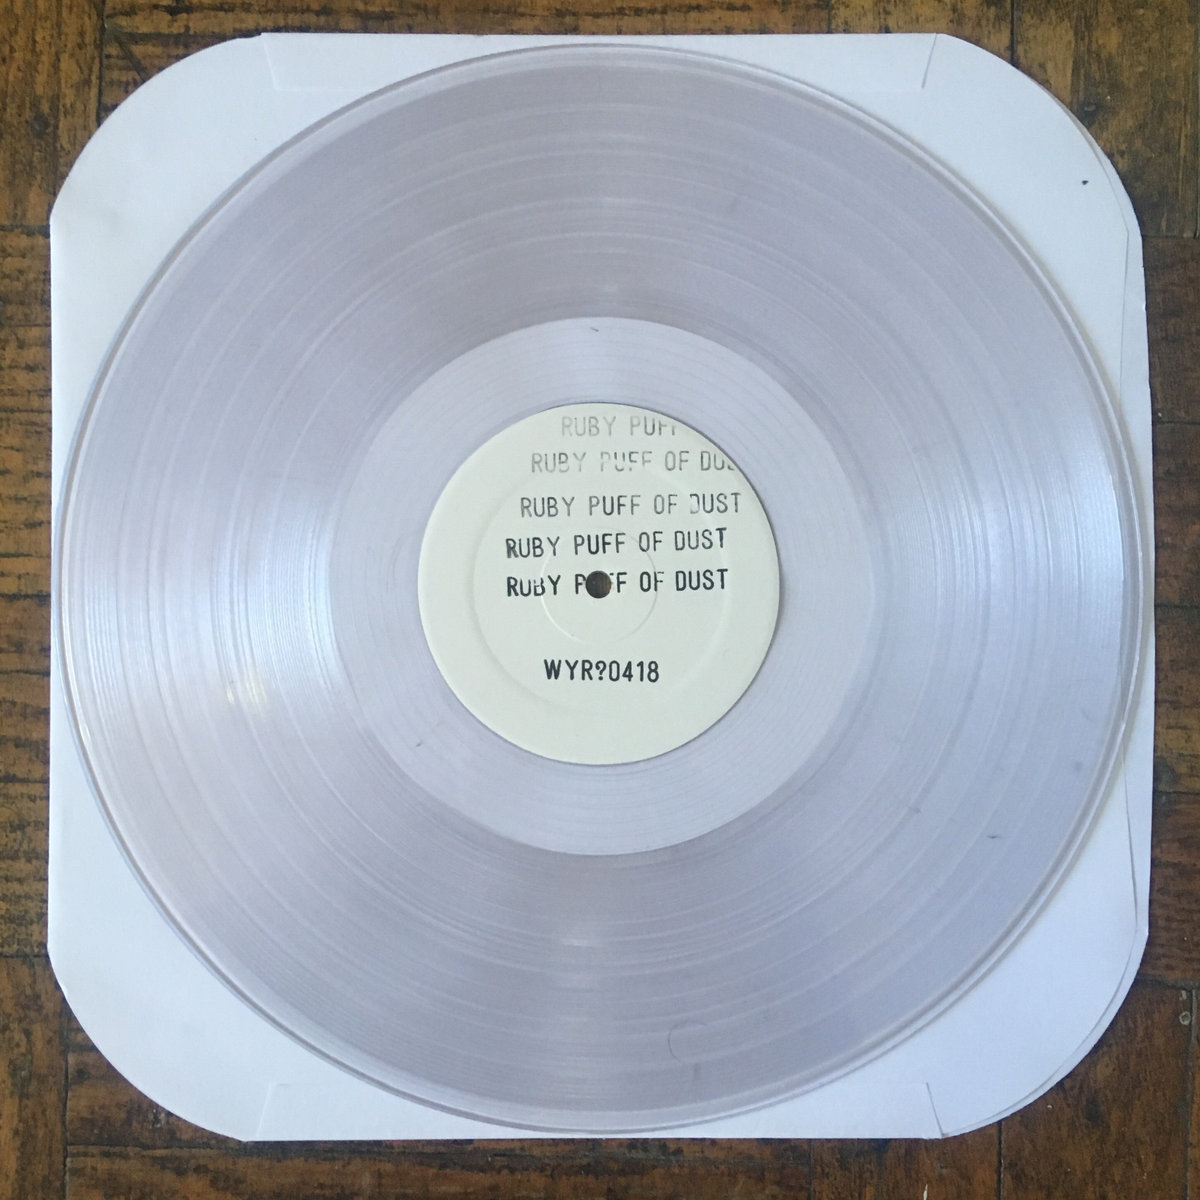 RUBY PUFF
RUBY PUFF OF DUS
RUBY PUFF OF DUST
RUBY PUFF OF DUST
RUBY PUFF OF DUST
WYR?0418